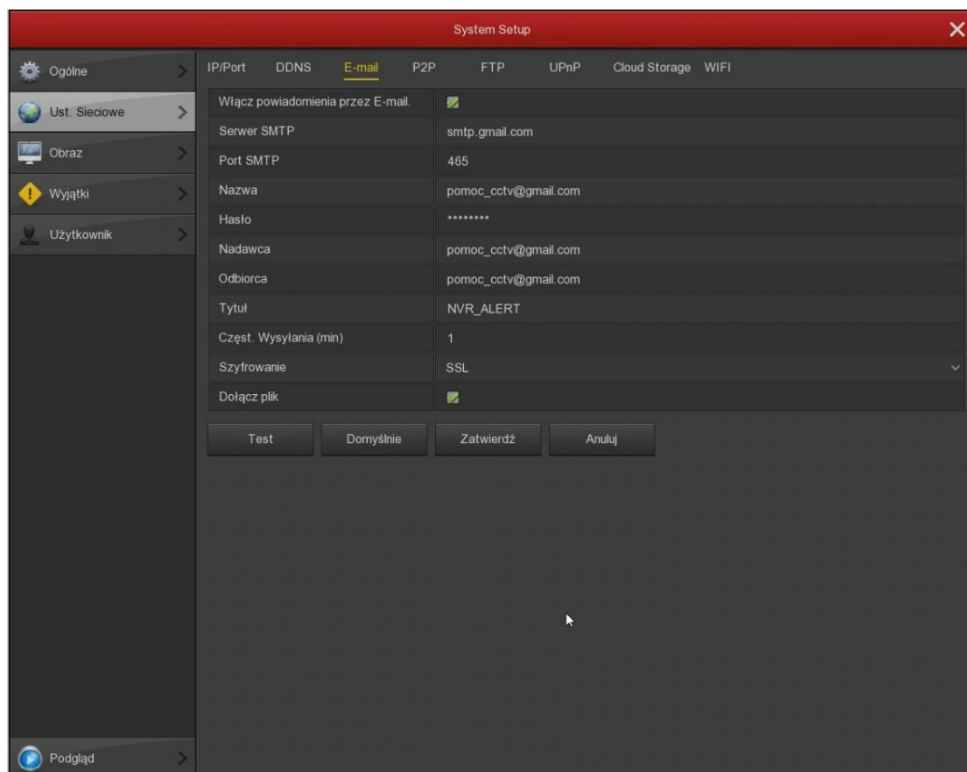 System Setup
Ogólne
Ust. Sieciowe
Obraz
Wyjątki
Użytkownik
Podgląd
IP/Port DDNS E-mail P2P FTP UPnP Cloud Storage WIFI
Włącz powiadomienia przez E-mail.
Serwer SMTP smtp.gmail.com
Port SMTP 465
Nazwa pomoc_cctv@gmail.com
Hasło ********
Nadawca pomoc_cctv@gmail.com
Odbiorca pomoc_cctv@gmail.com
Tytuł NVR_ALERT
Częst. Wysyłania (min) 1
Szyfrowanie SSL
Dołącz plik
Test Domyślnie Zatwierdź Anuluj